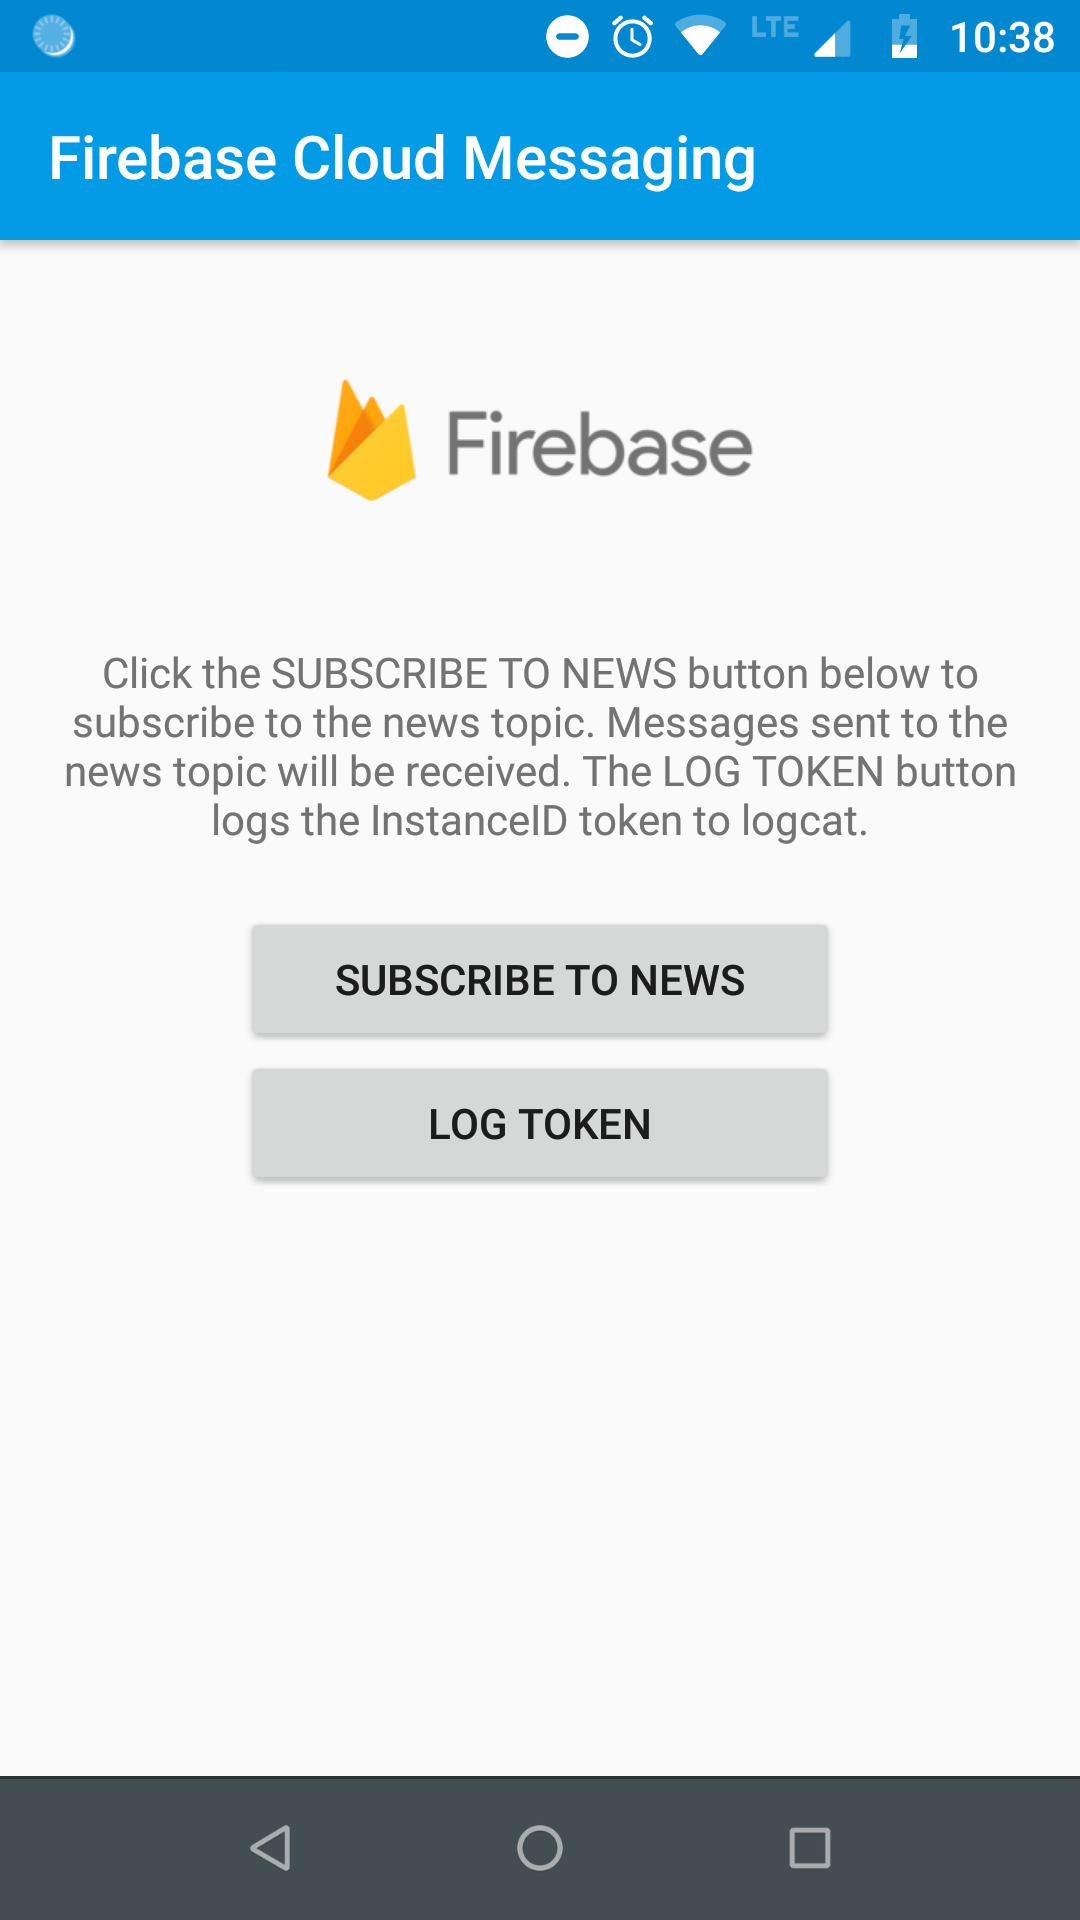 LTE 10:38
Firebase Cloud Messaging
Firebase
Click the SUBSCRIBE TO NEWS button below to
subscribe to the news topic. Messages sent to the
news topic will be received. The LOG TOKEN button
logs the InstanceID token to logcat.
SUBSCRIBE TO NEWS
LOG TOKEN